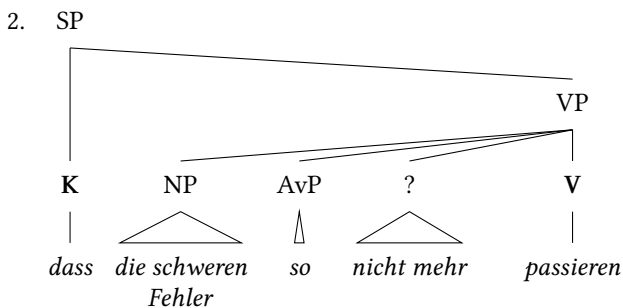 2. SP
VP
K NP AvP ? V
dass die schweren so nicht mehr passieren
Fehler